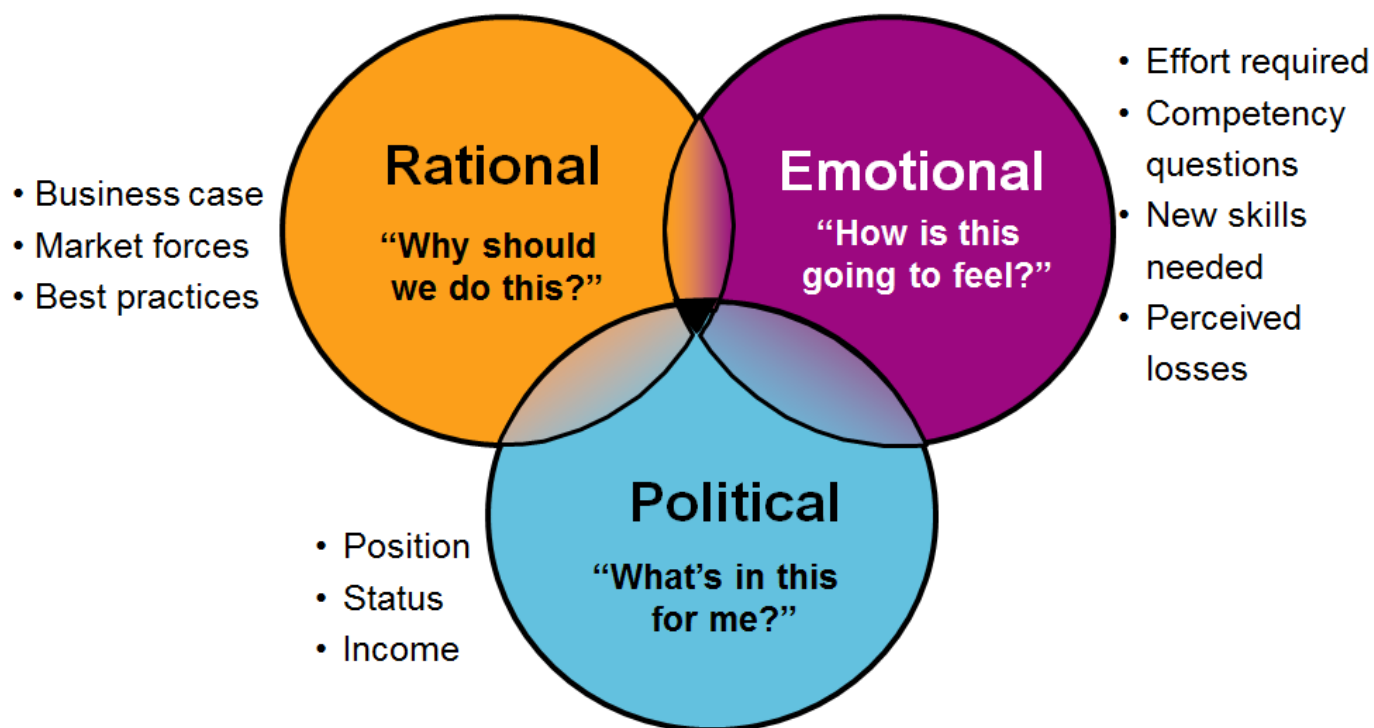 Rational
“Why should
we do this?”
• Business case
• Market forces
• Best practices
Emotional
“How is this
going to feel?”
• Effort required
• Competency
questions
• New skills
needed
• Perceived
losses
Political
“What’s in this
for me?”
• Position
• Status
• Income